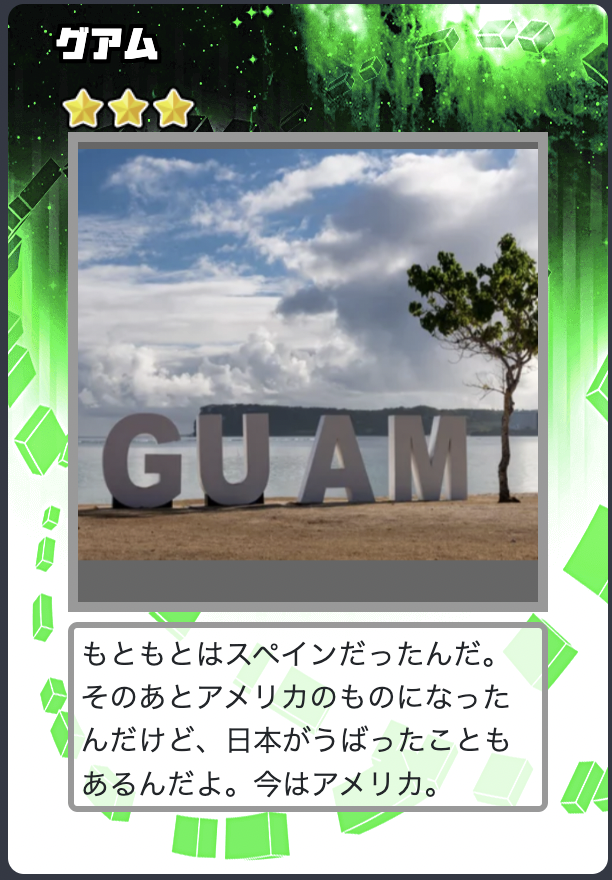 グアム
GUAM
もともとはスペインだったんだ。
そのあとアメリカのものになった
んだけど、日本がうばったことも
あるんだよ。今はアメリカ。